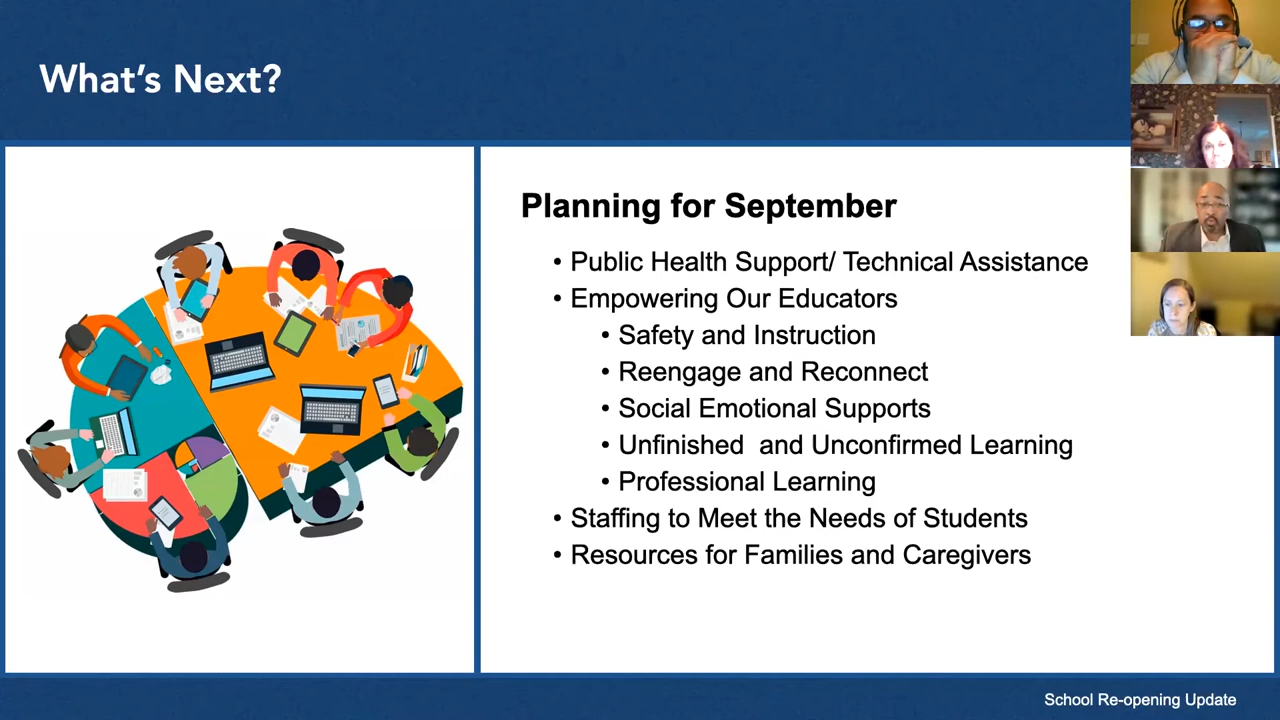 What's Next?
Planning for September
• Public Health Support/ Technical Assistance
• Empowering Our Educators
• Safety and Instruction
• Reengage and Reconnect
• Social Emotional Supports
• Unfinished  and Unconfirmed Learning
• Professional Learning
• Staffing to Meet the Needs of Students
• Resources for Families and Caregivers
School Re-opening Update